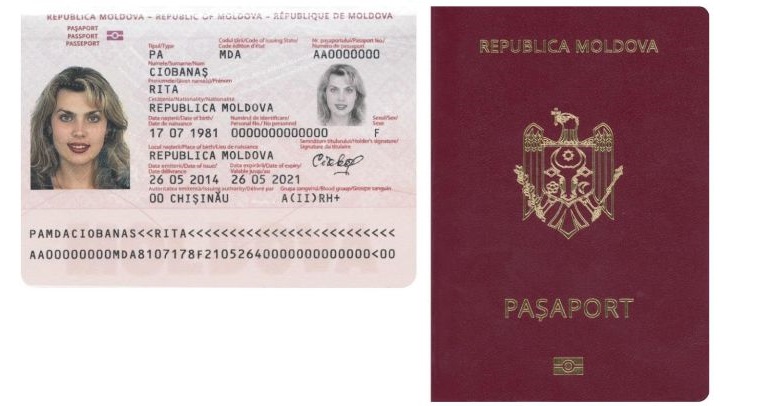 REPUBLICA MOLDOVA - REPUBLIC OF MOLDOVA - RÉPUBLIQUE DE MOLDOVA
PAŞAPORT
PASSPORT
PASSEPORT
Tipul/Type
PA
Codul ţării/Code of issuing State/
Code édition d'état
MDA
Nr. paşaportului/Passport No./
Numéro de passeport
AA0000000
Numele/Surname/Nom
CIOBANAŞ
Prenumele/Given name(s)/Prénom
RITA
Cetăţenia/Nationality/Nationalité
REPUBLICA MOLDOVA
Data naşterii/Date of birth/
Date de naissance
17 07 1981
Numărul de identificare/
Personal No./ No personnel
0000000000000
Sexul/Sex/
Sexe
F
Locul naşterii/Place of birth/Lieu de naissance
REPUBLICA MOLDOVA
Semnătura titularului/Holder's signature/
Signature du titulaire
Data emiterii/Date of issue/
Date délivrance
26 05 2014
Data expirării/Date of expiry/
Valable jusqu'au
26 05 2021
Autoritatea emitentă/Issuing authority/Délivré par
00 CHIŞINĂU
Grupa sangvină/Blood group/Groupe sanguin
A(II)RH+
PAMDACIOBANAS<<RITA<<<<<<<<<<<<<<<<<<<<<<<<<
AA00000000MDA8107178F21052640000000000000<00
REPUBLICA MOLDOVA
PAŞAPORT